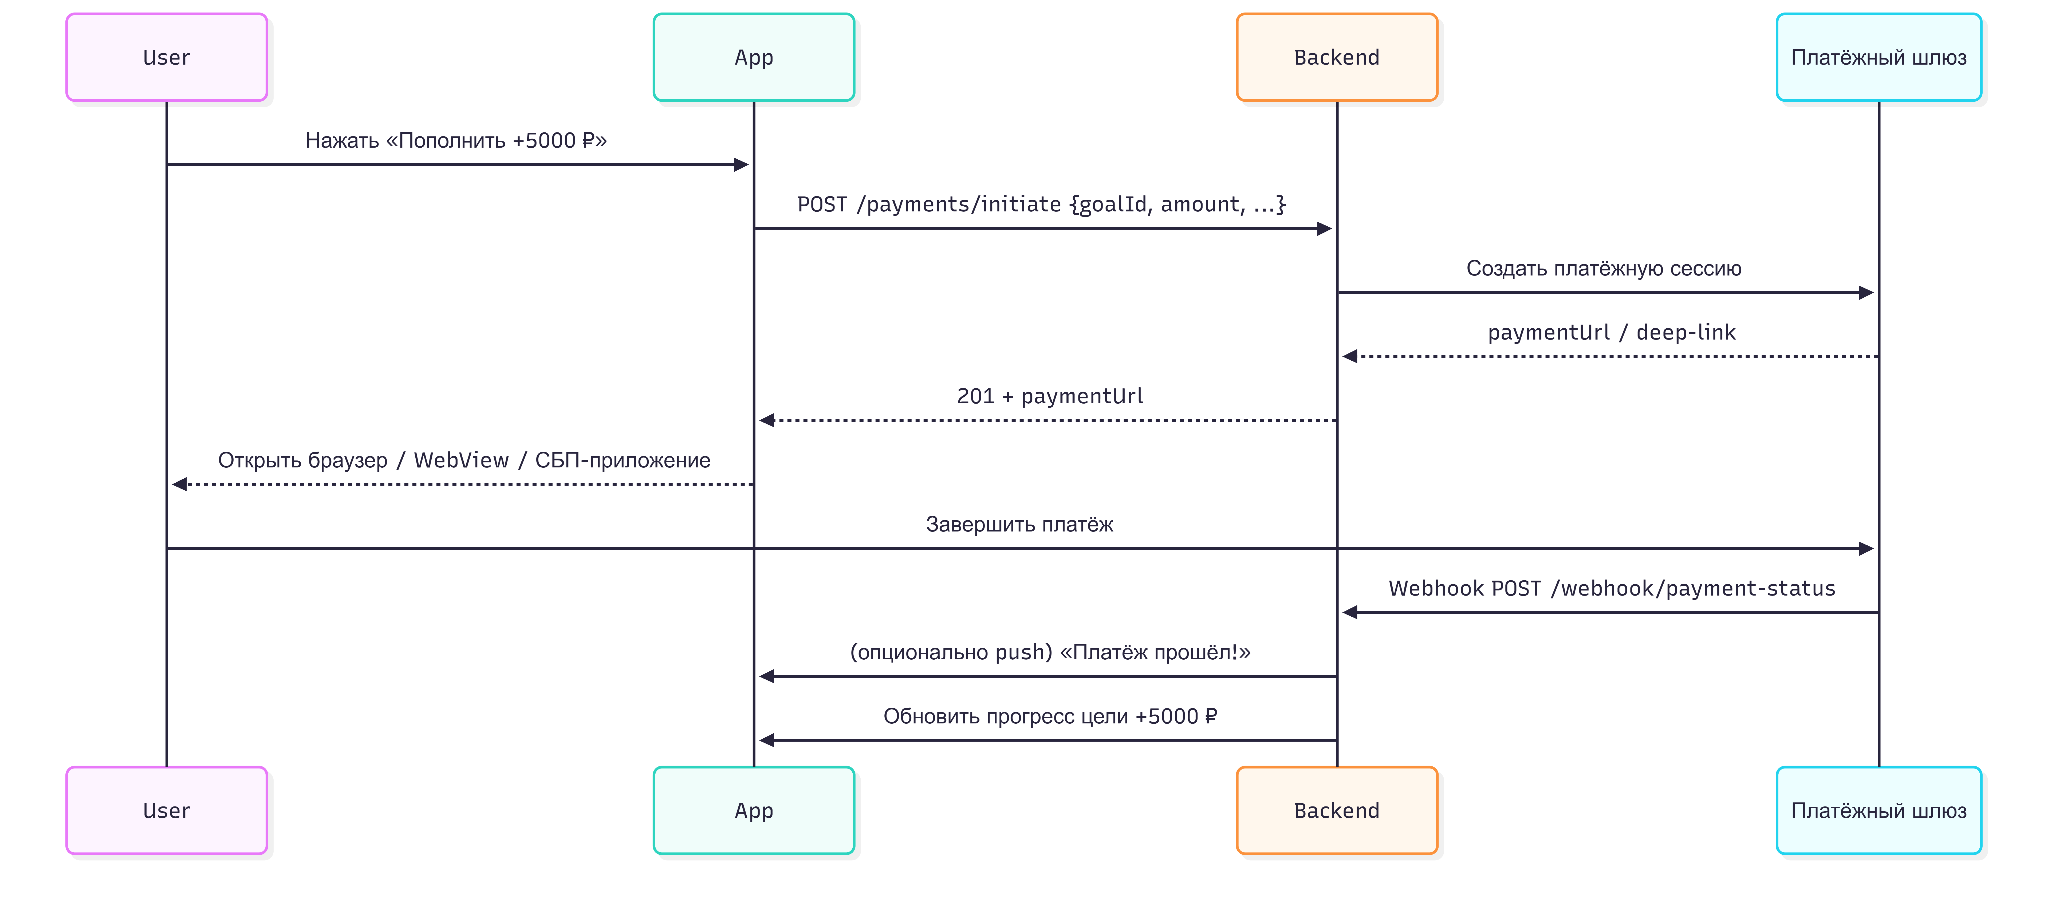 User
App
Backend
Платёжный шлюз
Нажать «Пополнить +5000 ₽»
POST /payments/initiate {goalId, amount, ...}
Создать платёжную сессию
paymentUrl / deep-link
201 + paymentUrl
Открыть браузер / WebView / СБП-приложение
Завершить платёж
Webhook POST /webhook/payment-status
(опционально push) «Платёж прошёл!»
Обновить прогресс цели +5000 ₽
User
App
Backend
Платёжный шлюз